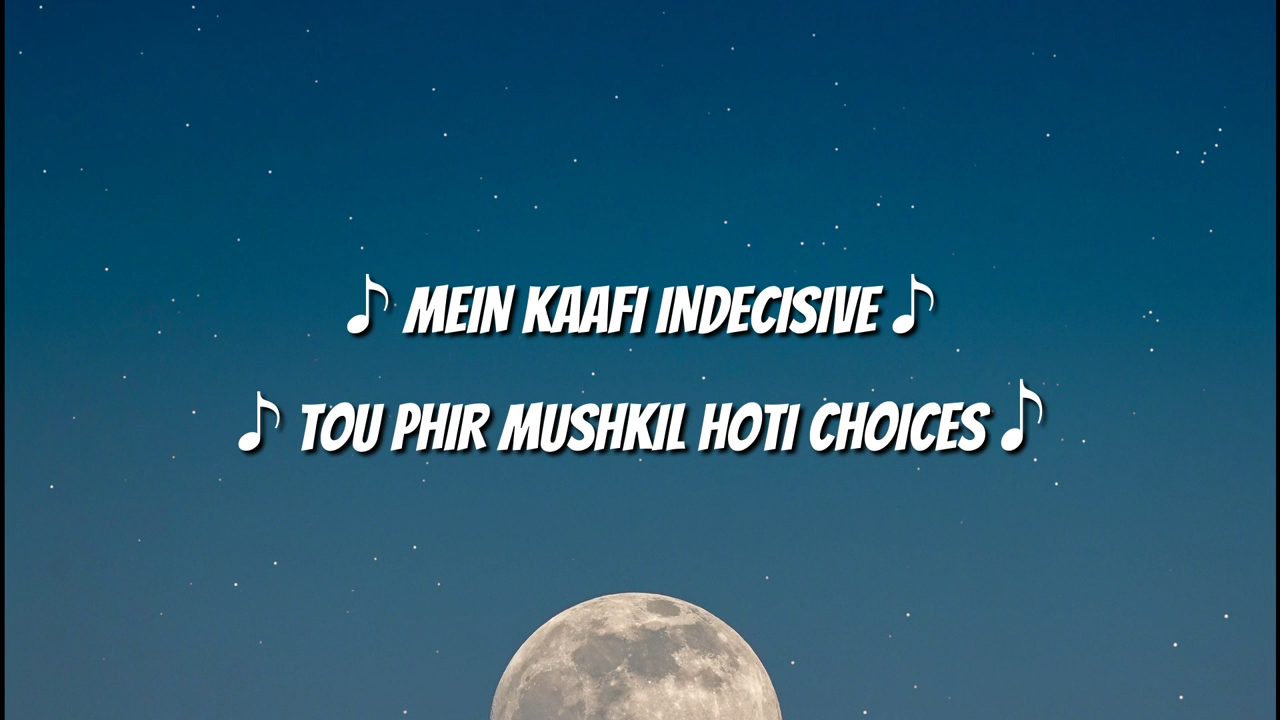 ♪ MEIN KAAFI INDECISIVE ♪
♪ TOU PHIR MUSHKIL HOTI CHOICES ♪